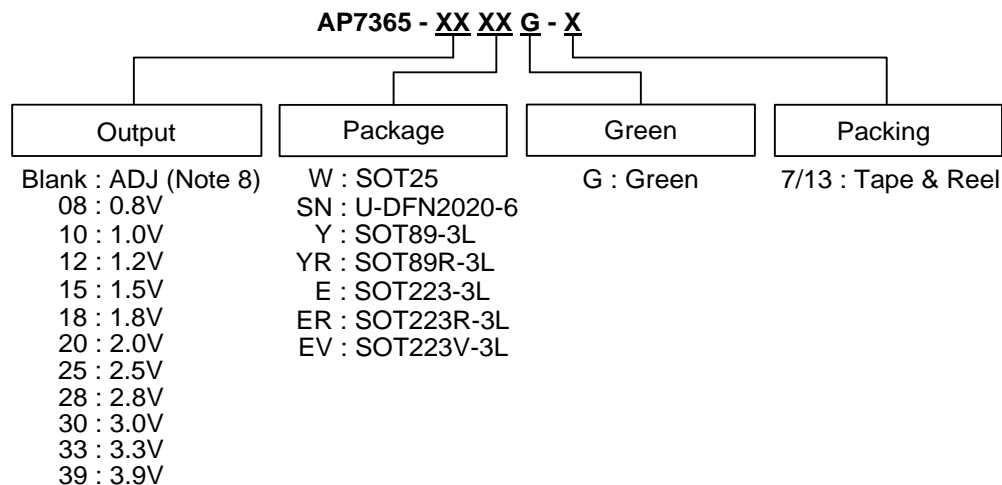 AP7365 - XX XX G - X
Output
Blank : ADJ (Note 8)
08 : 0.8V
10 : 1.0V
12 : 1.2V
15 : 1.5V
18 : 1.8V
20 : 2.0V
25 : 2.5V
28 : 2.8V
30 : 3.0V
33 : 3.3V
39 : 3.9V
Package
W : SOT25
SN : U-DFN2020-6
Y : SOT89-3L
YR : SOT89R-3L
E : SOT223-3L
ER : SOT223R-3L
EV : SOT223V-3L
Green
G : Green
Packing
7/13 : Tape & Reel